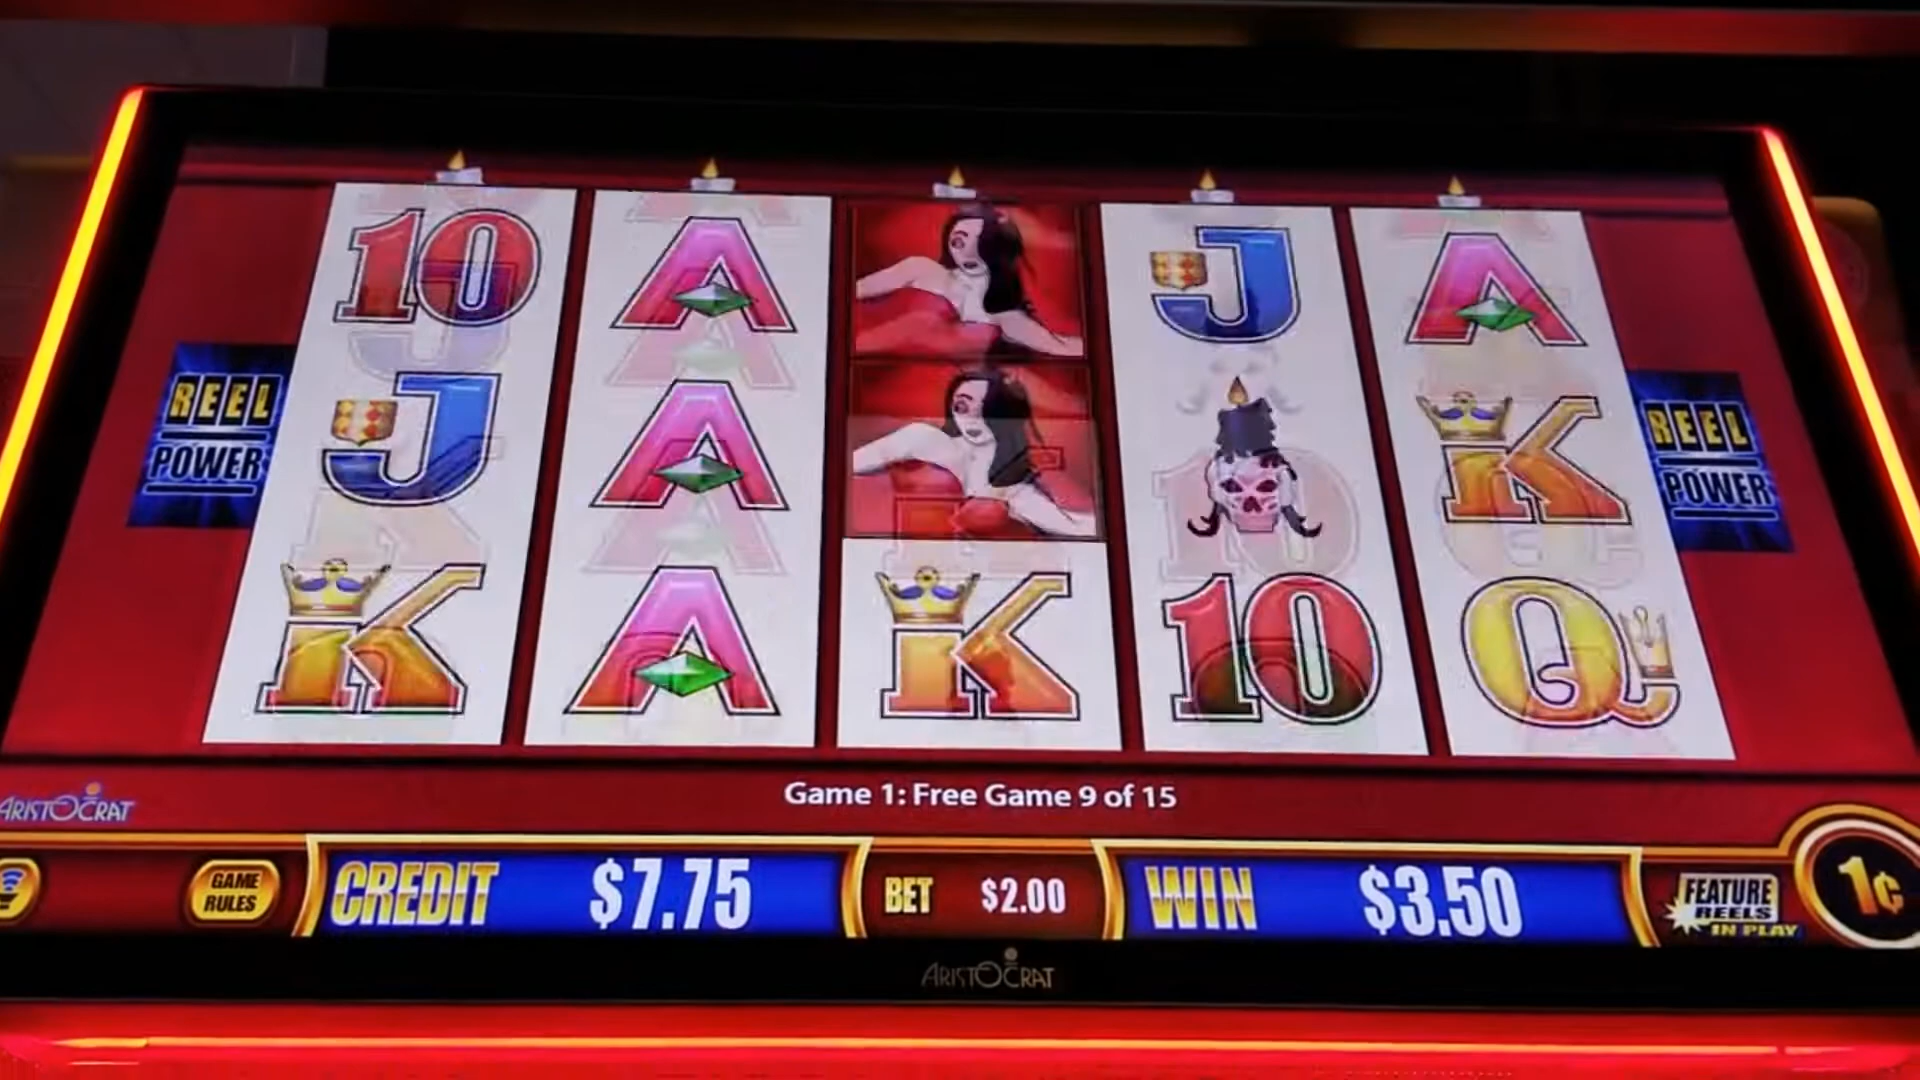 10 A J A
REEL POWER
J A K
REEL POWER
K A K 10 Q
Game 1: Free Game 9 of 15
ARISTOCRAT
GAME RULES
CREDIT $7.75
BET $2.00
WIN $3.50
FEATURE REELS IN PLAY
1¢
ARISTOCRAT